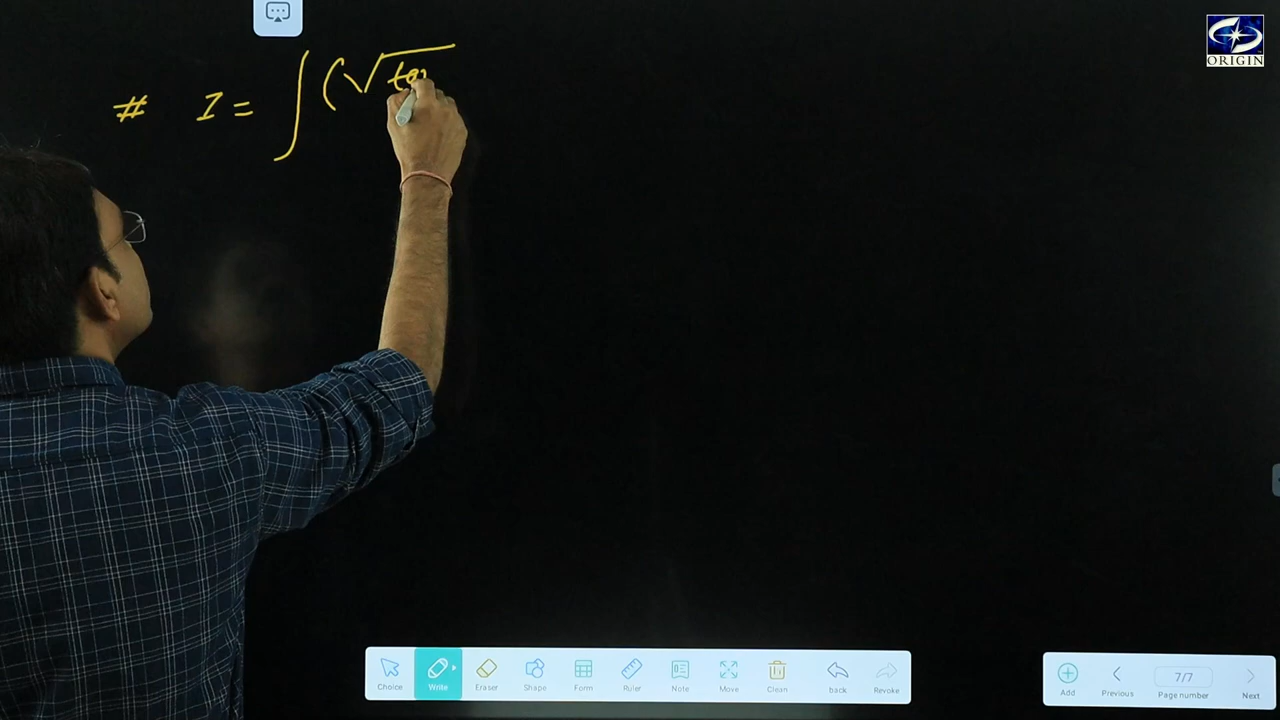 ORIGIN
# I = ∫ (√ta
Choice Write Eraser Shape Form Ruler Note Move Clean back Revoke
Add Previous 7/7 Page number Next